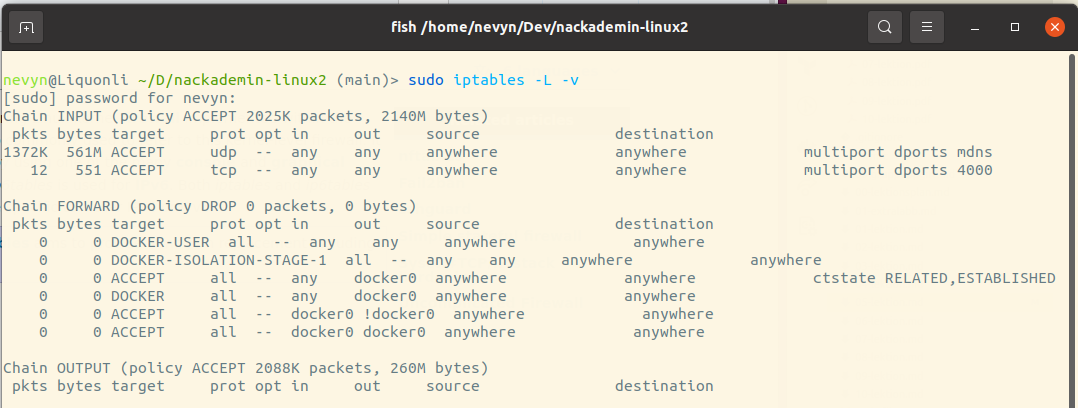 fish /home/nevyn/Dev/nackademin-linux2
nevyn@Liquonli ~/D/nackademin-linux2 (main)> sudo iptables -L -v
[sudo] password for nevyn:
Chain INPUT (policy ACCEPT 2025K packets, 2140M bytes)
 pkts bytes target     prot opt in     out     source               destination
1372K  561M ACCEPT     udp  --  any    any     anywhere             anywhere             multiport dports mdns
   12   551 ACCEPT     tcp  --  any    any     anywhere             anywhere             multiport dports 4000
Chain FORWARD (policy DROP 0 packets, 0 bytes)
 pkts bytes target     prot opt in     out     source               destination
    0     0 DOCKER-USER  all  --  any    any     anywhere             anywhere
    0     0 DOCKER-ISOLATION-STAGE-1  all  --  any    any     anywhere             anywhere
    0     0 ACCEPT     all  --  any    docker0  anywhere             anywhere             ctstate RELATED,ESTABLISHED
    0     0 DOCKER     all  --  any    docker0  anywhere             anywhere
    0     0 ACCEPT     all  --  docker0 !docker0  anywhere             anywhere
    0     0 ACCEPT     all  --  docker0 docker0  anywhere             anywhere
Chain OUTPUT (policy ACCEPT 2088K packets, 260M bytes)
 pkts bytes target     prot opt in     out     source               destination